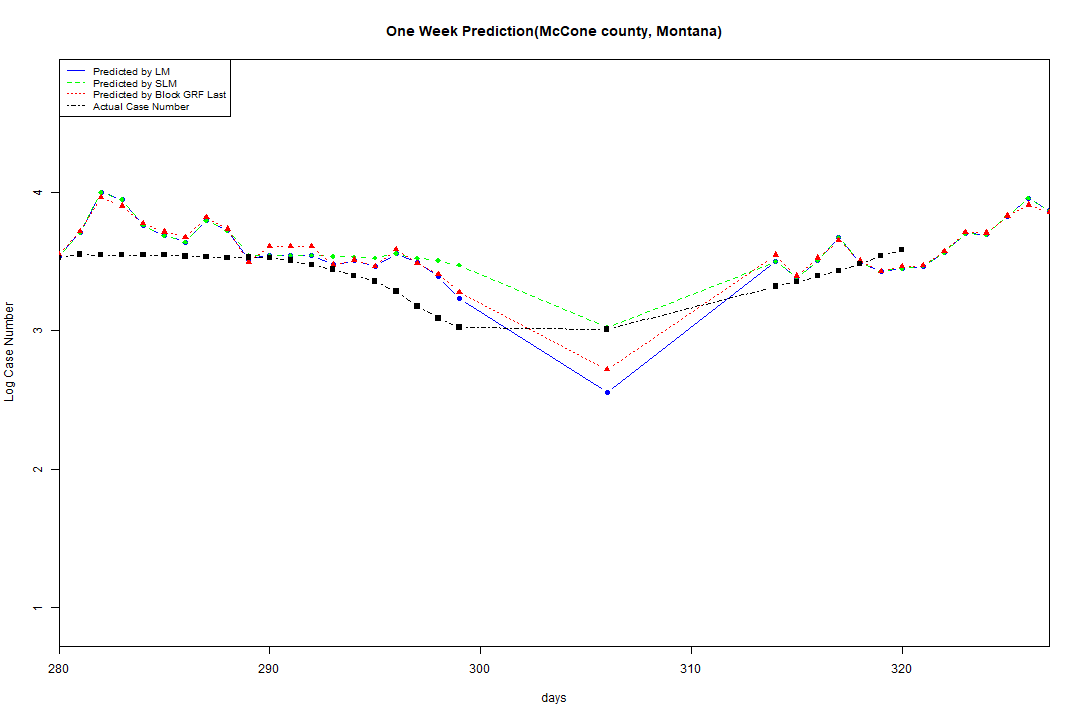 One Week Prediction(McCone county, Montana)
Predicted by LM
Predicted by SLM
Predicted by Block GRF Last
Actual Case Number
4
3
2
1
Log Case Number
280 290 300 310 320
days